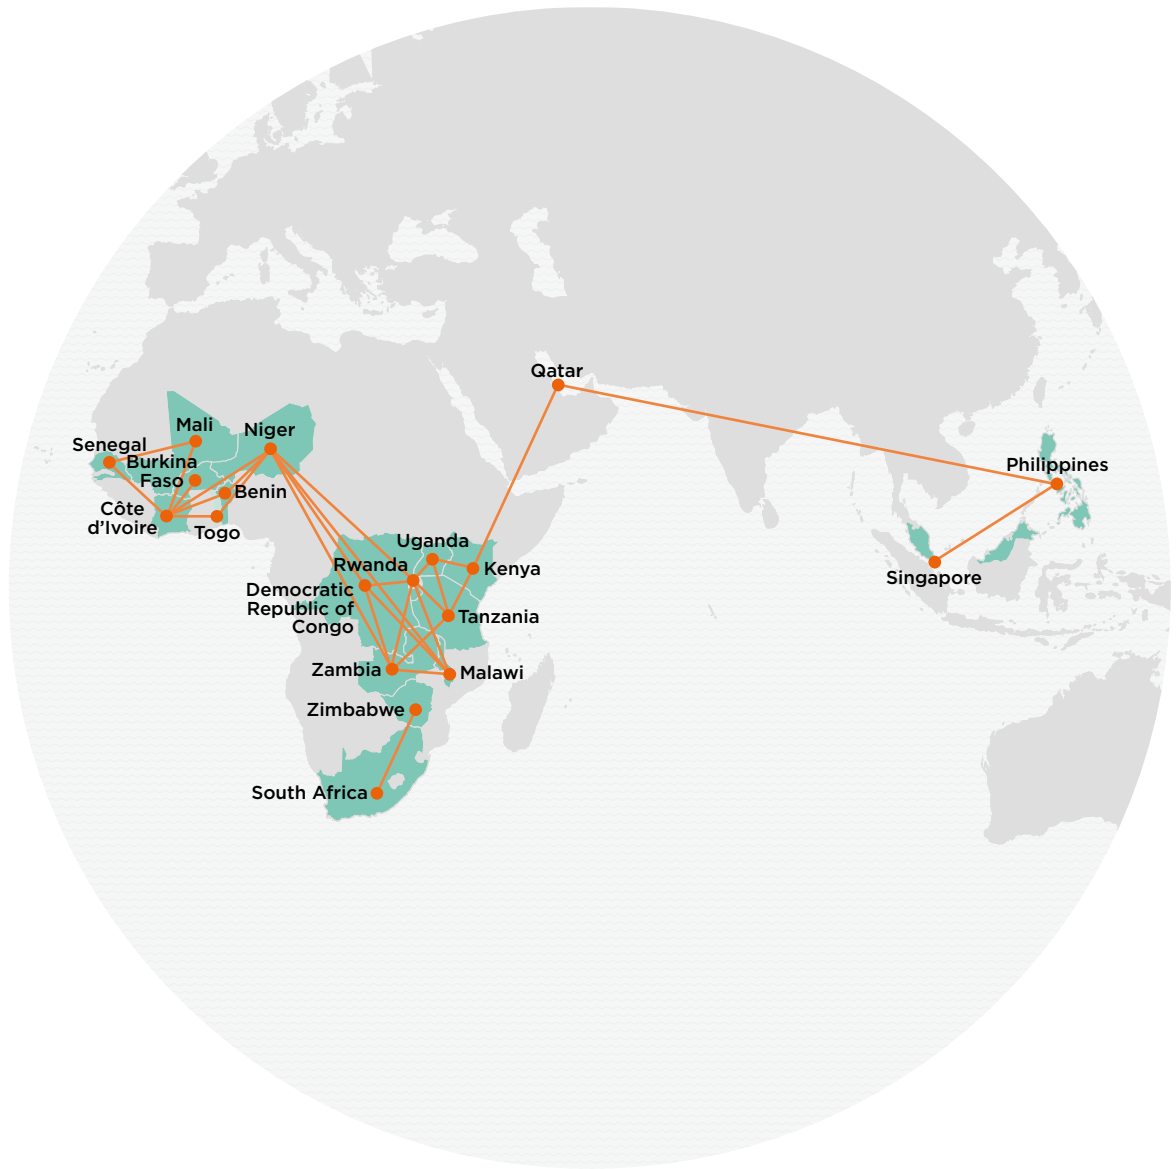 Qatar
Mali
Niger
Senegal
Burkina
Faso
Benin
Côte
d’Ivoire
Togo
Philippines
Uganda
Rwanda
Kenya
Singapore
Democratic
Republic of
Congo
Tanzania
Zambia
Malawi
Zimbabwe
South Africa